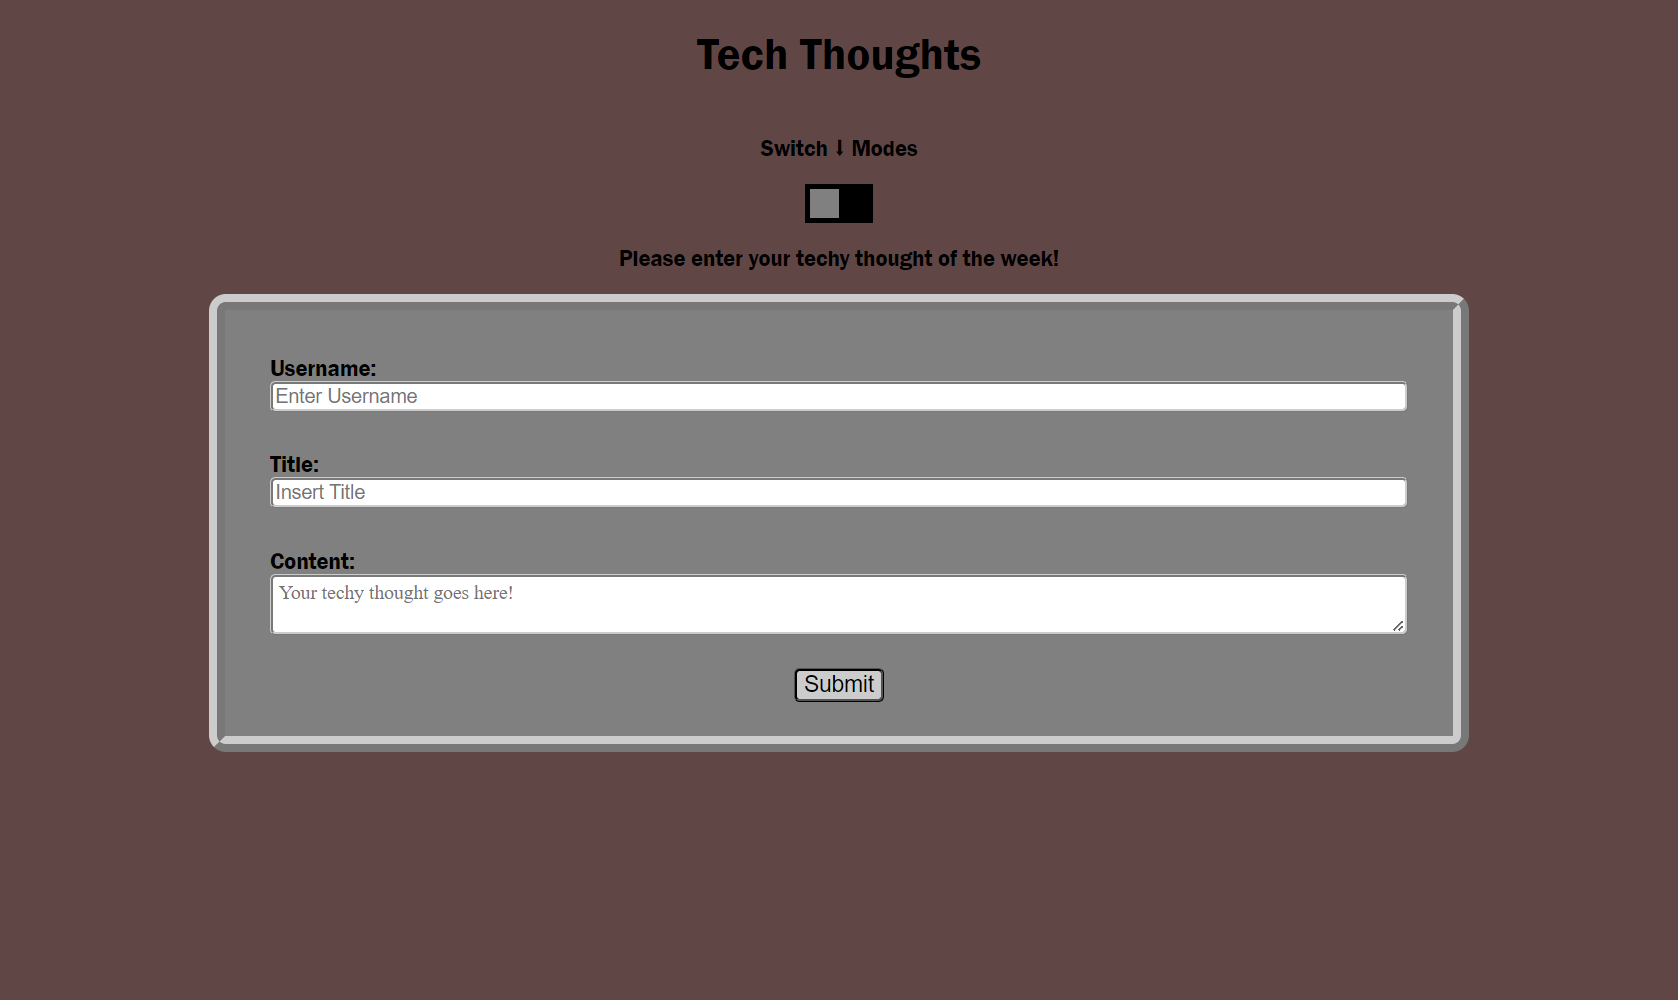 Tech Thoughts
Switch ⭣ Modes
Please enter your techy thought of the week!
Username:
Enter Username
Title:
Insert Title
Content:
Your techy thought goes here!
Submit